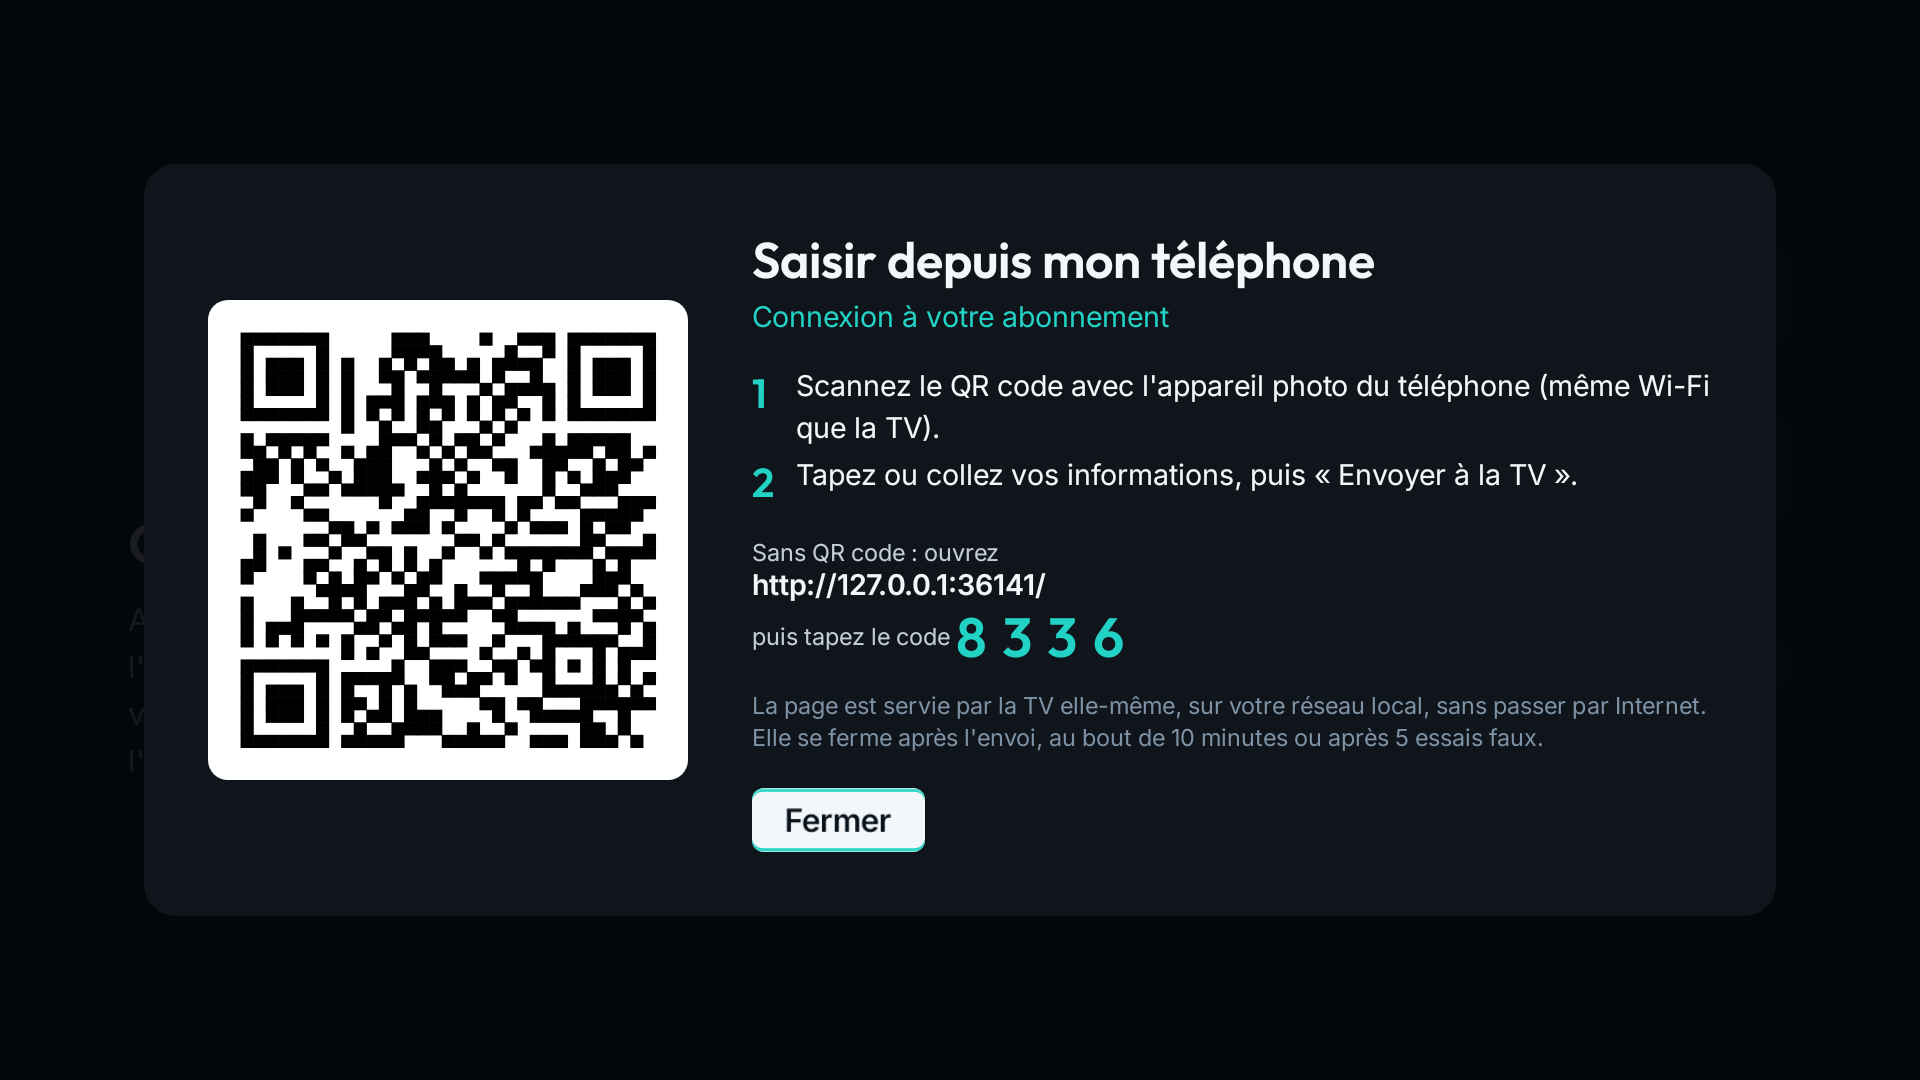 Saisir depuis mon téléphone
Connexion à votre abonnement
1 Scannez le QR code avec l'appareil photo du téléphone (même Wi-Fi
que la TV).
2 Tapez ou collez vos informations, puis « Envoyer à la TV ».
Sans QR code : ouvrez
http://127.0.0.1:36141/
puis tapez le code 8 3 3 6
La page est servie par la TV elle-même, sur votre réseau local, sans passer par Internet.
Elle se ferme après l'envoi, au bout de 10 minutes ou après 5 essais faux.
Fermer